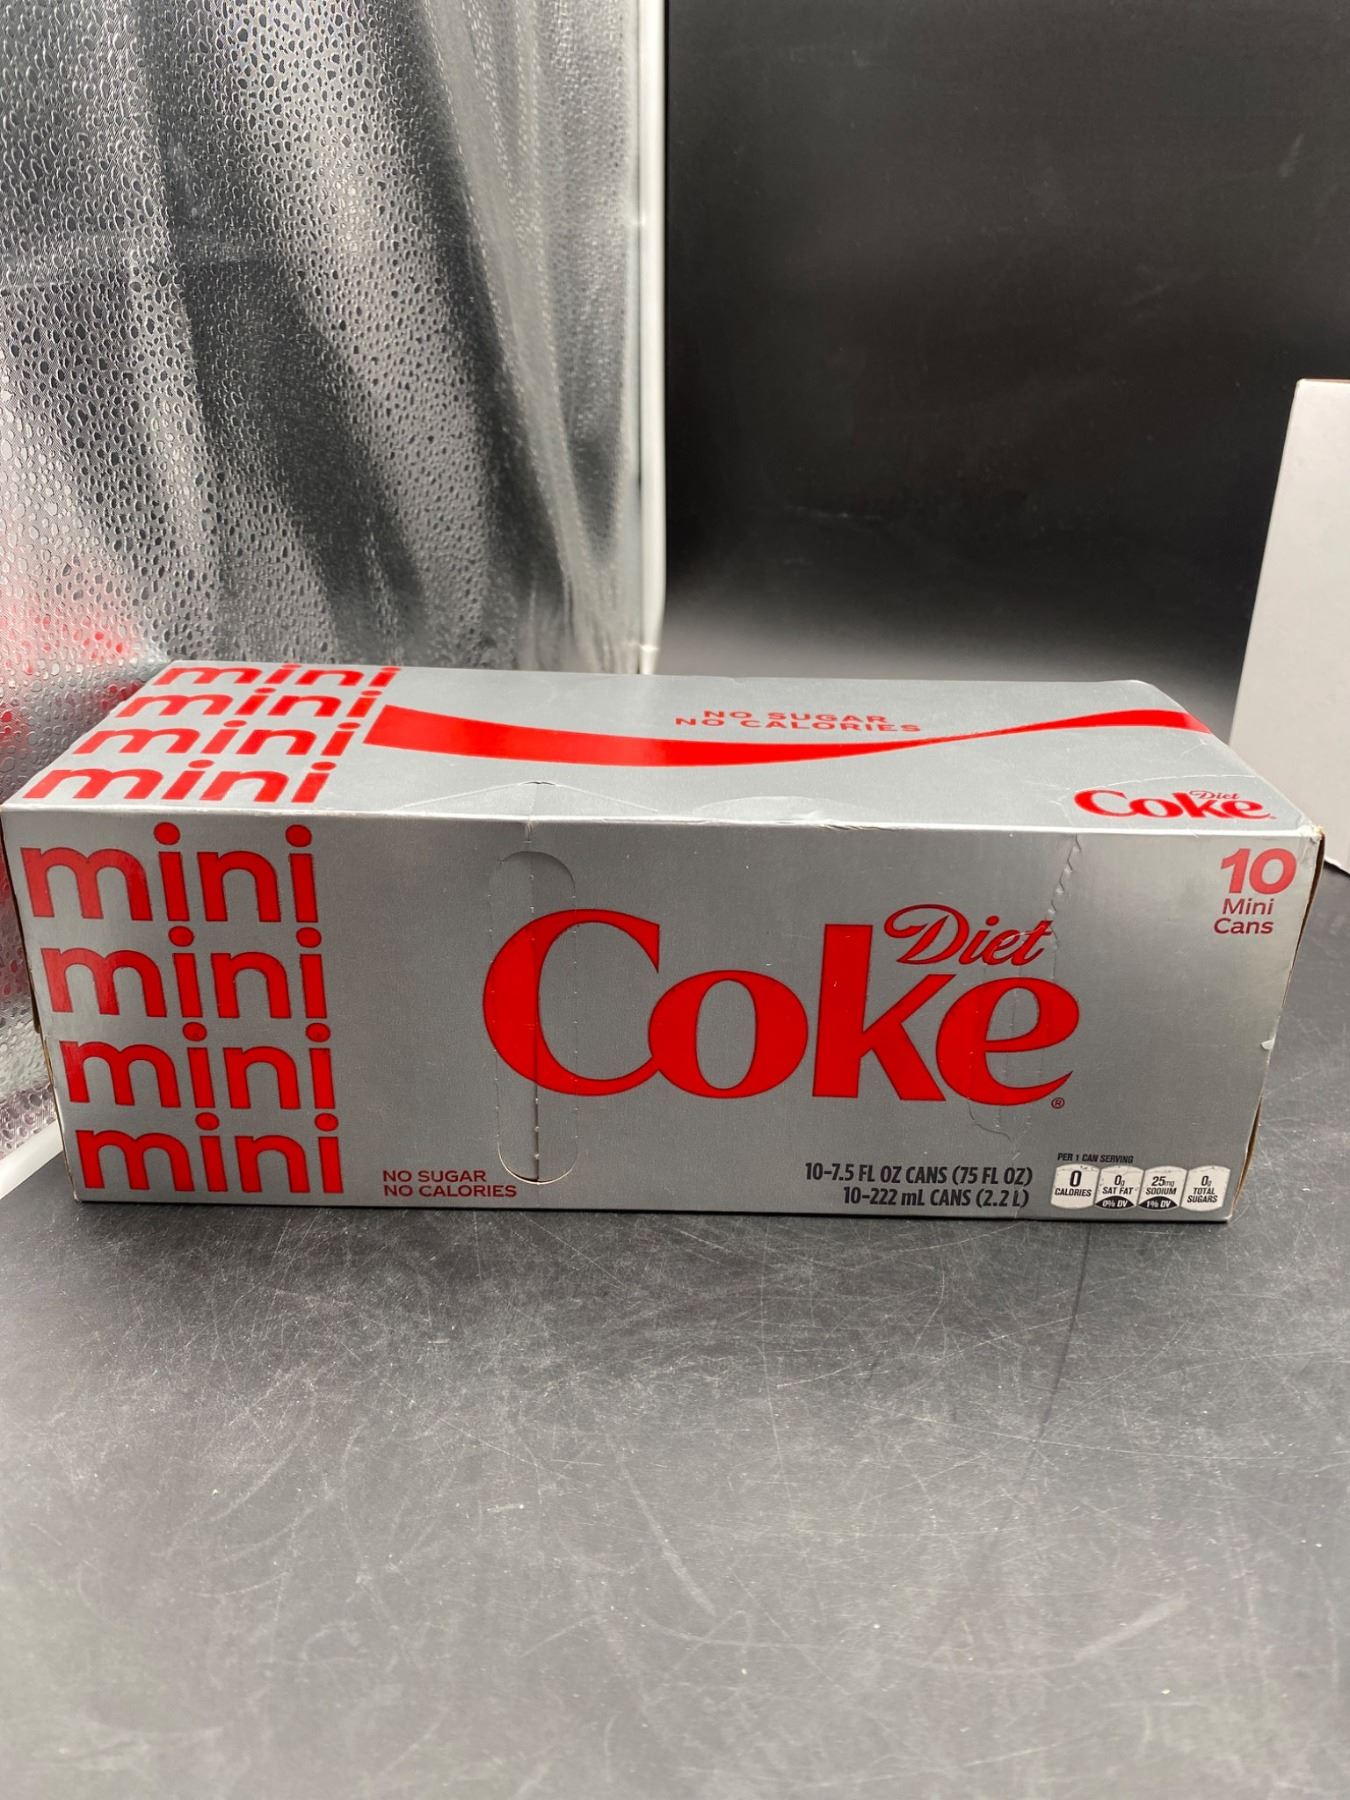 mini
mini
mini
mini
NO SUGAR
NO CALORIES
Diet
Coke
mini
mini
mini
mini
NO SUGAR
NO CALORIES
Diet
Coke®
10
Mini
Cans
10-7.5 FL OZ CANS (75 FL OZ)
10-222 mL CANS (2.2 L)
PER 1 CAN SERVING
0
CALORIES
0g
SAT FAT
0% DV
25mg
SODIUM
1% DV
0g
TOTAL
SUGARS